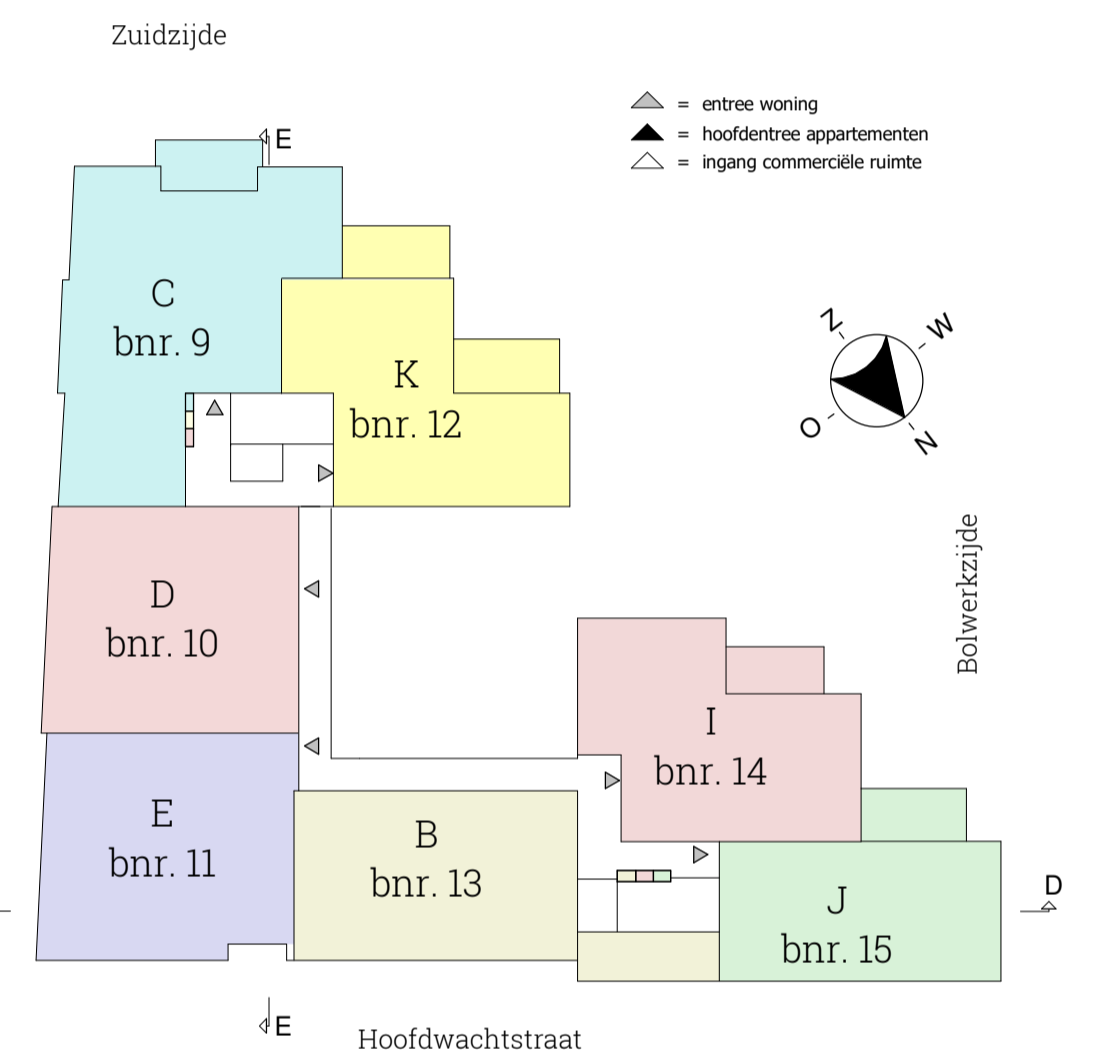 Zuidzijde
= entree woning
= hoofdentree appartementen
= ingang commerciële ruimte
E
C
bnr. 9
K
bnr. 12
Z
W
O
N
Bolwerkzijde
D
bnr. 10
I
bnr. 14
E
bnr. 11
B
bnr. 13
J
bnr. 15
D
E
Hoofdwachtstraat